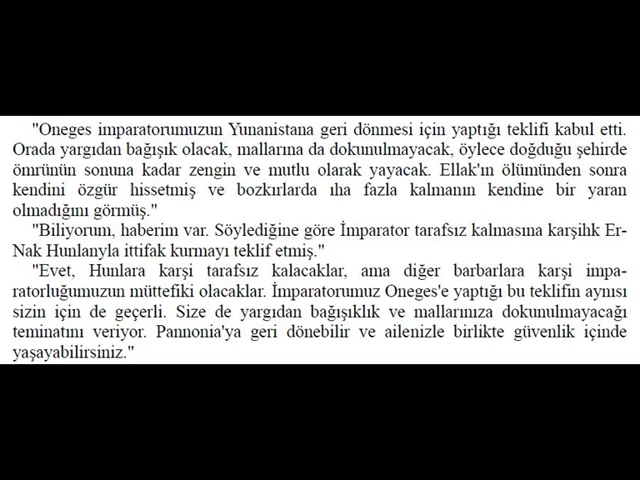 "Oneges imparatorumuzun Yunanistana geri dönmesi için yaptığı teklifi kabul etti.
Orada yargıdan bağışık olacak, mallarına da dokunulmayacak, öylece doğduğu şehirde
ömrünün sonuna kadar zengin ve mutlu olarak yayacak. Ellak'ın ölümünden sonra
kendini özgür hissetmiş ve bozkırlarda ıha fazla kalmanın kendine bir yaran
olmadığını görmüş."
"Biliyorum, haberim var. Söylediğine göre İmparator tarafsız kalmasına karşihk Er-
Nak Hunlanyla ittifak kurmayı teklif etmiş."
"Evet, Hunlara karşi tarafsız kalacaklar, ama diğer barbarlara karşi impa-
ratorluğumuzun müttefiki olacaklar. İmparatorumuz Oneges'e yaptığı bu teklifin aynısı
sizin için de geçerli. Size de yargıdan bağışıklık ve mallarınıza dokunulmayacağı
teminatını veriyor. Pannonia'ya geri dönebilir ve ailenizle birlikte güvenlik içinde
yaşayabilirsiniz."